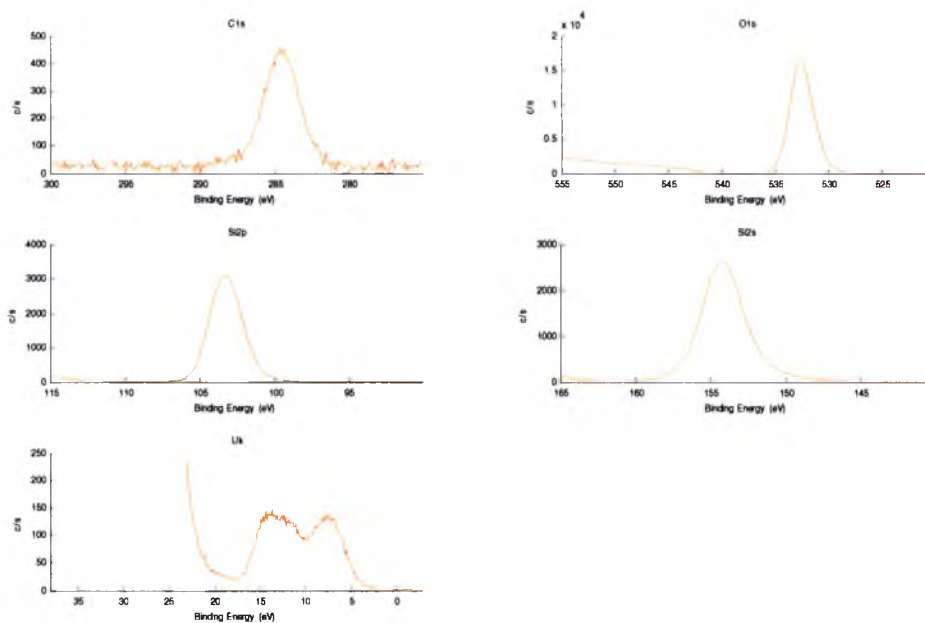 C1s
500
400
300
200
100
0
c/s
300 295 290 285 280
Binding Energy (eV)
O1s
× 10⁴
2
1.5
1
0.5
0
c/s
555 550 545 540 535 530 525
Binding Energy (eV)
Si2p
4000
3000
2000
1000
0
c/s
115 110 105 100 95
Binding Energy (eV)
Si2s
3000
2000
1000
0
c/s
165 160 155 150 145
Binding Energy (eV)
Uk
250
200
150
100
50
0
c/s
35 30 25 20 15 10 5 0
Binding Energy (eV)